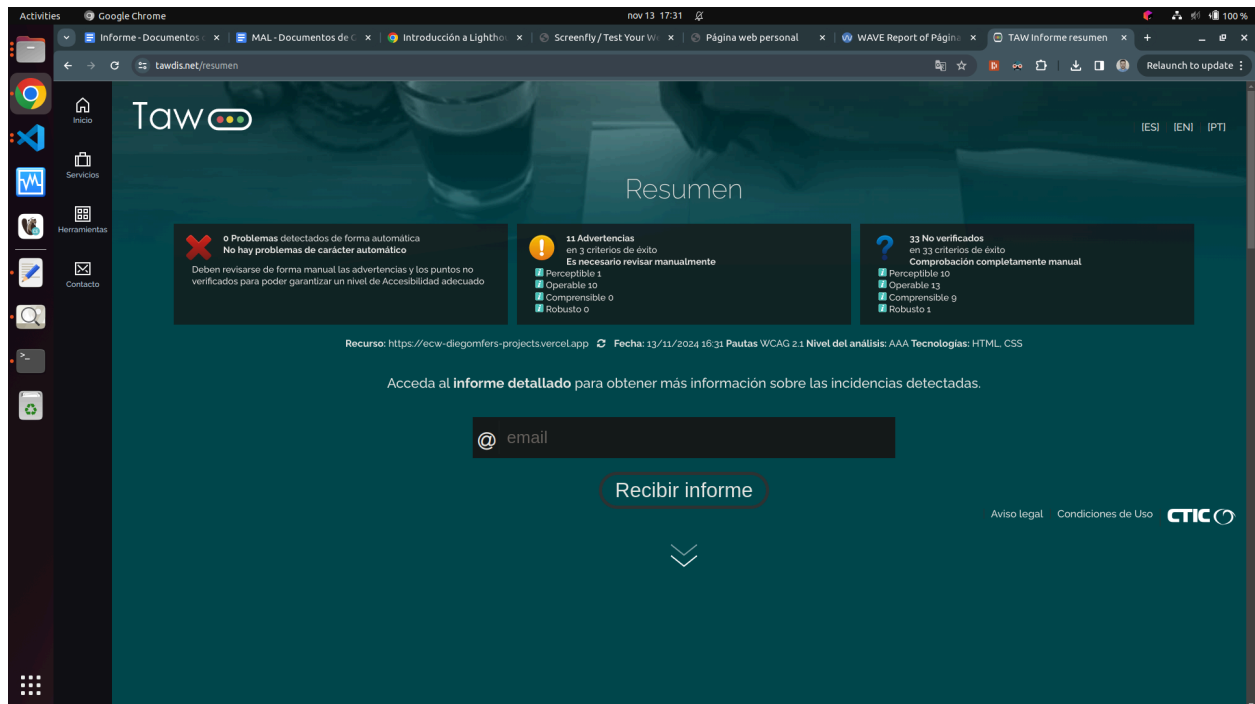 Activities Google Chrome nov 13 17:31 100 %
Informe - Documentos MAL - Documentos de Introducción a Screenfly / Test Your Página web personal WAVE Report of TAW Informe resumen
tawdis.net/resumen Relaunch to update
Inicio
Servicios
Herramientas
Contacto
Taw
[ES] [EN] [PT]
Resumen
0 Problemas detectados de forma automática
No hay problemas de carácter automático
Deben revisarse de forma manual las advertencias y los puntos no
verificados para poder garantizar un nivel de Accesibilidad adecuado
11 Advertencias
en 3 criterios de éxito
Es necesario revisar manualmente
Perceptible 1
Operable 10
Comprensible 0
Robusto 0
33 No verificados
en 33 criterios de éxito
Comprobación completamente manual
Perceptible 10
Operable 13
Comprensible 9
Robusto 1
Recurso: https://ecw-diegomfers-projects.vercel.app Fecha: 13/11/2024 16:31 Pautas WCAG 2.1 Nivel del análisis: AAA Tecnologías: HTML, CSS
Acceda al informe detallado para obtener más información sobre las incidencias detectadas.
@ email
Recibir informe
Aviso legal Condiciones de Uso CTIC